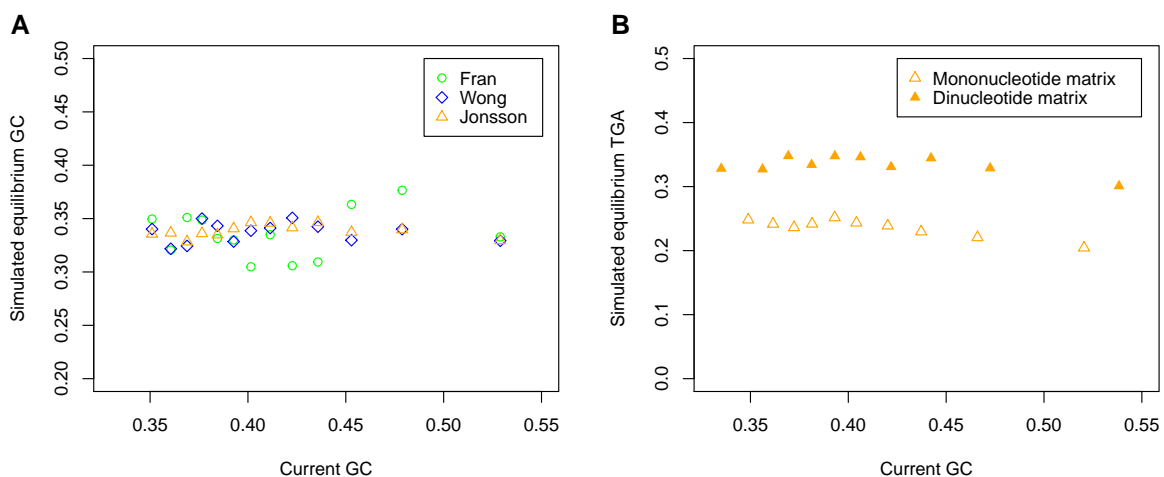 A
Simulated equilibrium GC
0.50
0.45
0.40
0.35
0.30
0.25
0.20
Fran
Wong
Jonsson
0.35 0.40 0.45 0.50 0.55
Current GC
B
Simulated equilibrium TGA
0.5
0.4
0.3
0.2
0.1
0.0
Mononucleotide matrix
Dinucleotide matrix
0.35 0.40 0.45 0.50 0.55
Current GC